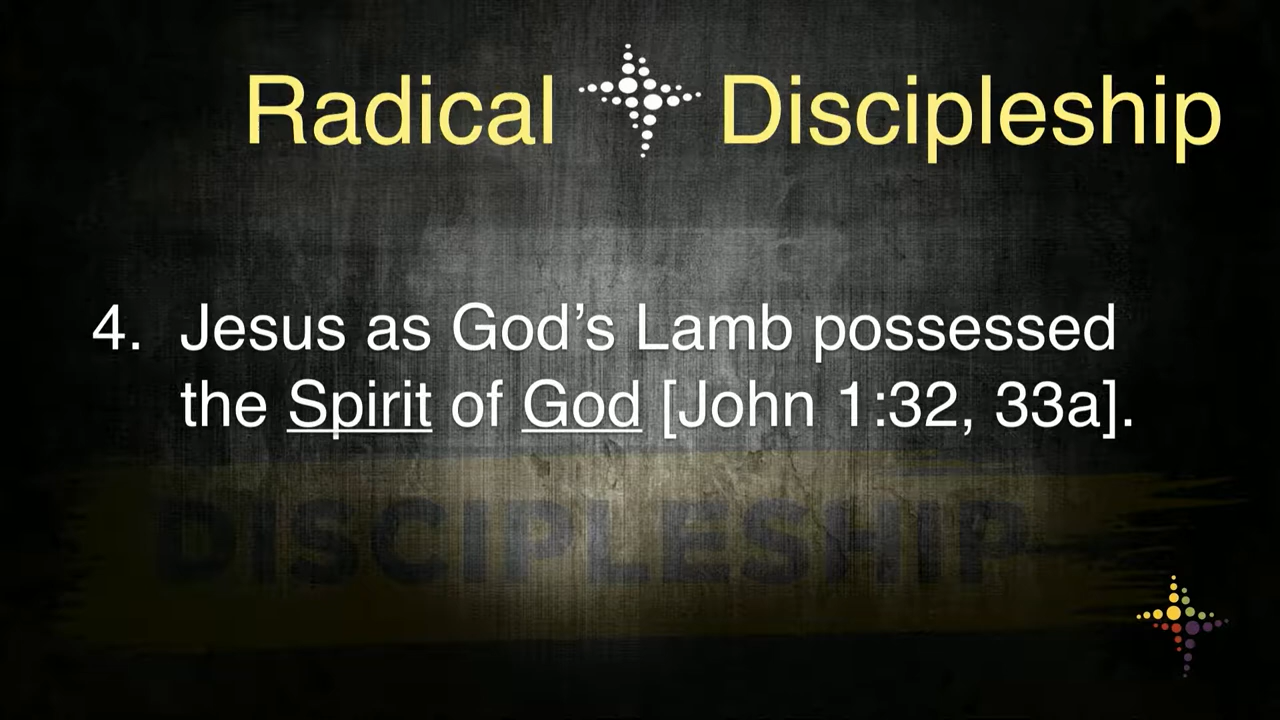 Radical Discipleship
4. Jesus as God’s Lamb possessed
the Spirit of God [John 1:32, 33a].
DISCIPLESHIP